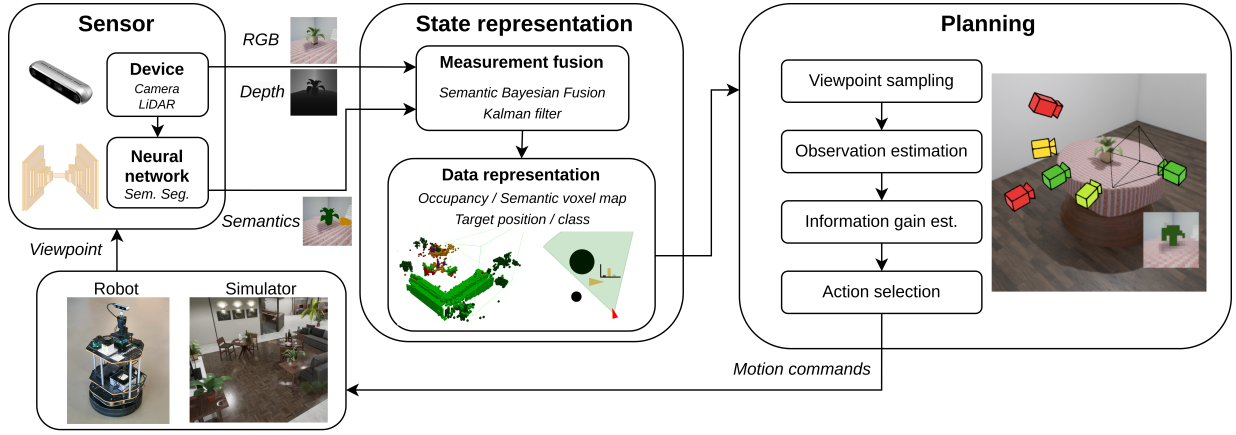 Sensor
Device
Camera
LiDAR
Neural
network
Sem. Seg.
RGB
Depth
Semantics
Viewpoint
Robot
Simulator
State representation
Measurement fusion
Semantic Bayesian Fusion
Kalman filter
Data representation
Occupancy / Semantic voxel map
Target position / class
Planning
Viewpoint sampling
Observation estimation
Information gain est.
Action selection
Motion commands